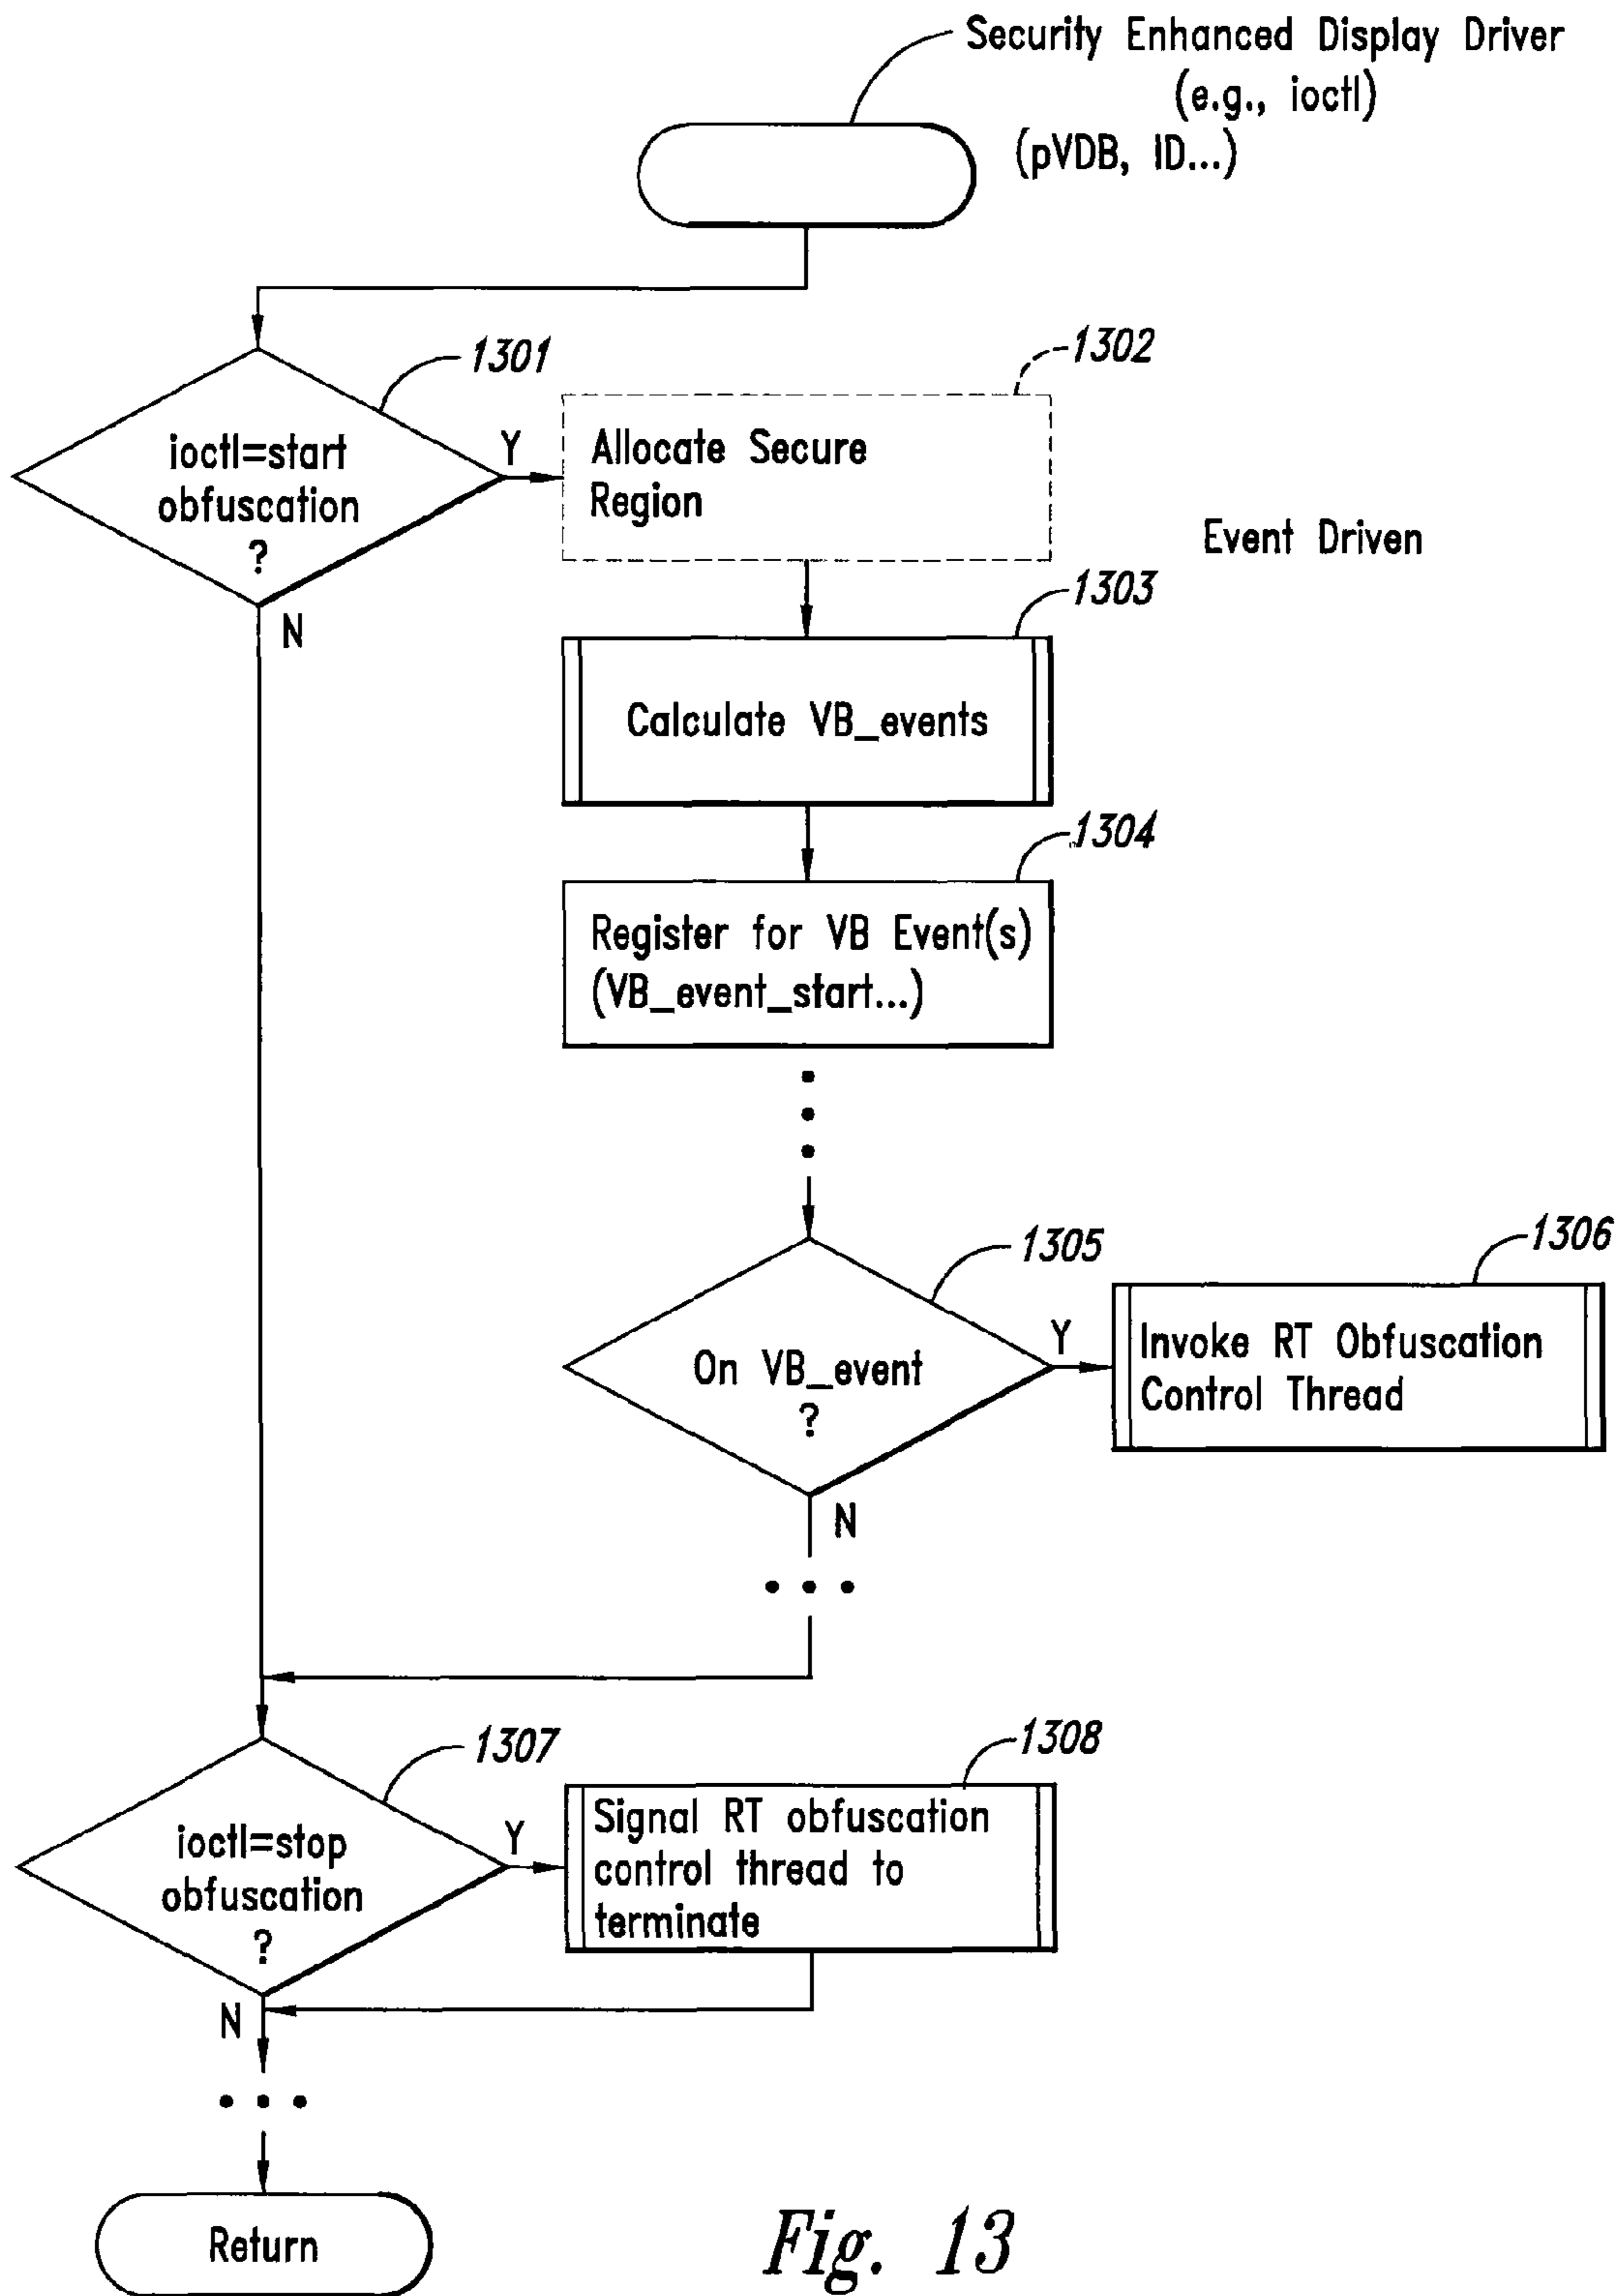 Security Enhanced Display Driver
(e.g., ioctl)
(pVDB, ID...)
1301
ioctl=start
obfuscation
?
Y
N
1302
Allocate Secure
Region
Event Driven
1303
Calculate VB_events
1304
Register for VB Event(s)
(VB_event_start...)
1305
On VB_event
?
Y
N
1306
Invoke RT Obfuscation
Control Thread
1307
ioctl=stop
obfuscation
?
Y
N
1308
Signal RT obfuscation
control thread to
terminate
Return
Fig. 13